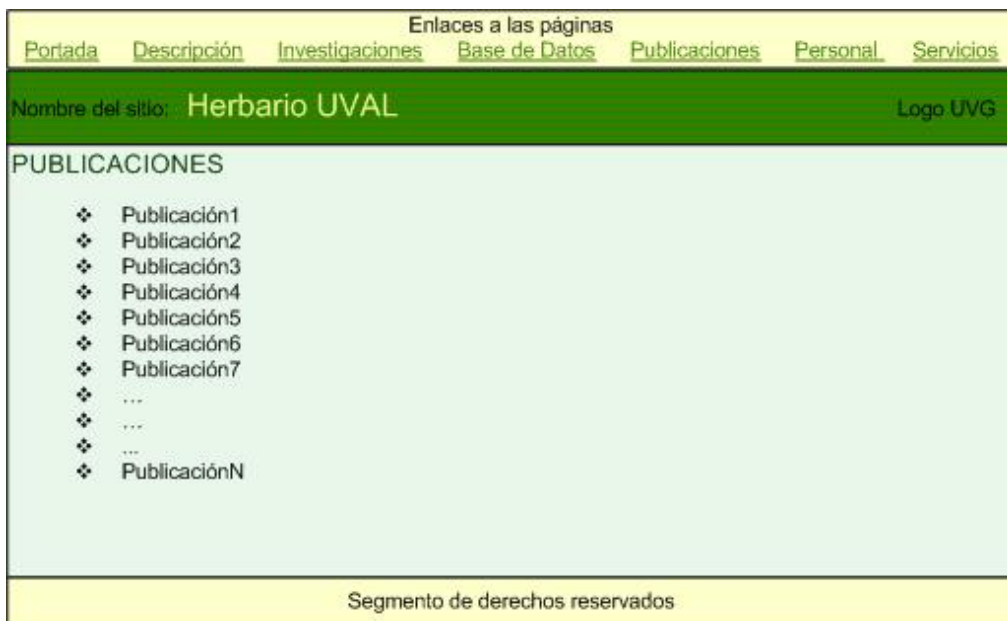 Enlaces a las páginas
Portada Descripción Investigaciones Base de Datos Publicaciones Personal Servicios
Nombre del sitio: Herbario UVAL Logo UVG
PUBLICACIONES
❖ Publicación1
❖ Publicación2
❖ Publicación3
❖ Publicación4
❖ Publicación5
❖ Publicación6
❖ Publicación7
❖ ...
❖ ...
❖ ...
❖ PublicaciónN
Segmento de derechos reservados